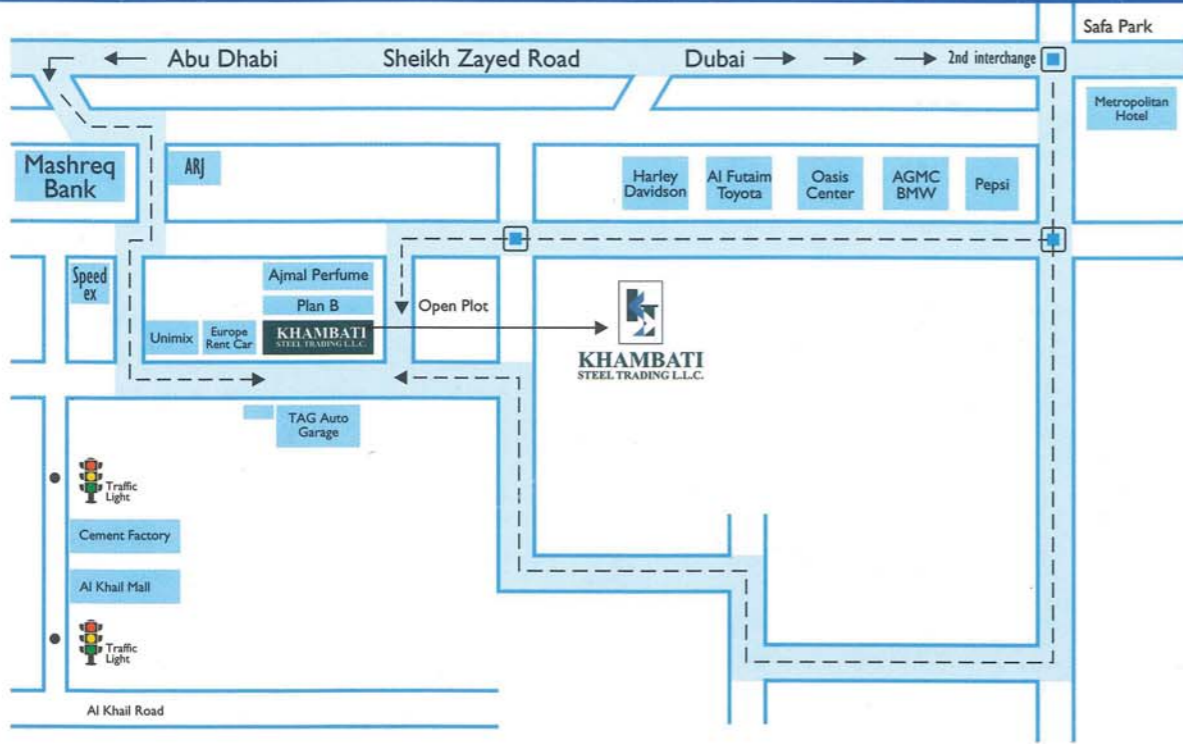 Safa Park
Abu Dhabi
Sheikh Zayed Road
Dubai
2nd interchange
Metropolitan
Hotel
Mashreq
Bank
ARJ
Harley
Davidson
Al Futaim
Toyota
Oasis
Center
AGMC
BMW
Pepsi
Speed
ex
Ajmal Perfume
Plan B
Open Plot
Unimix
Europe
Rent Car
KHAMBATI
STEEL TRADING L.L.C.
KHAMBATI
STEEL TRADING L.L.C.
TAG Auto
Garage
Traffic
Light
Cement Factory
Al Khail Mall
Traffic
Light
Al Khail Road